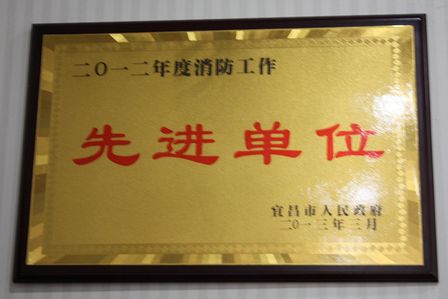 二〇一二年度消防工作
先进单位
宜昌市人民政府
二〇一三年三月